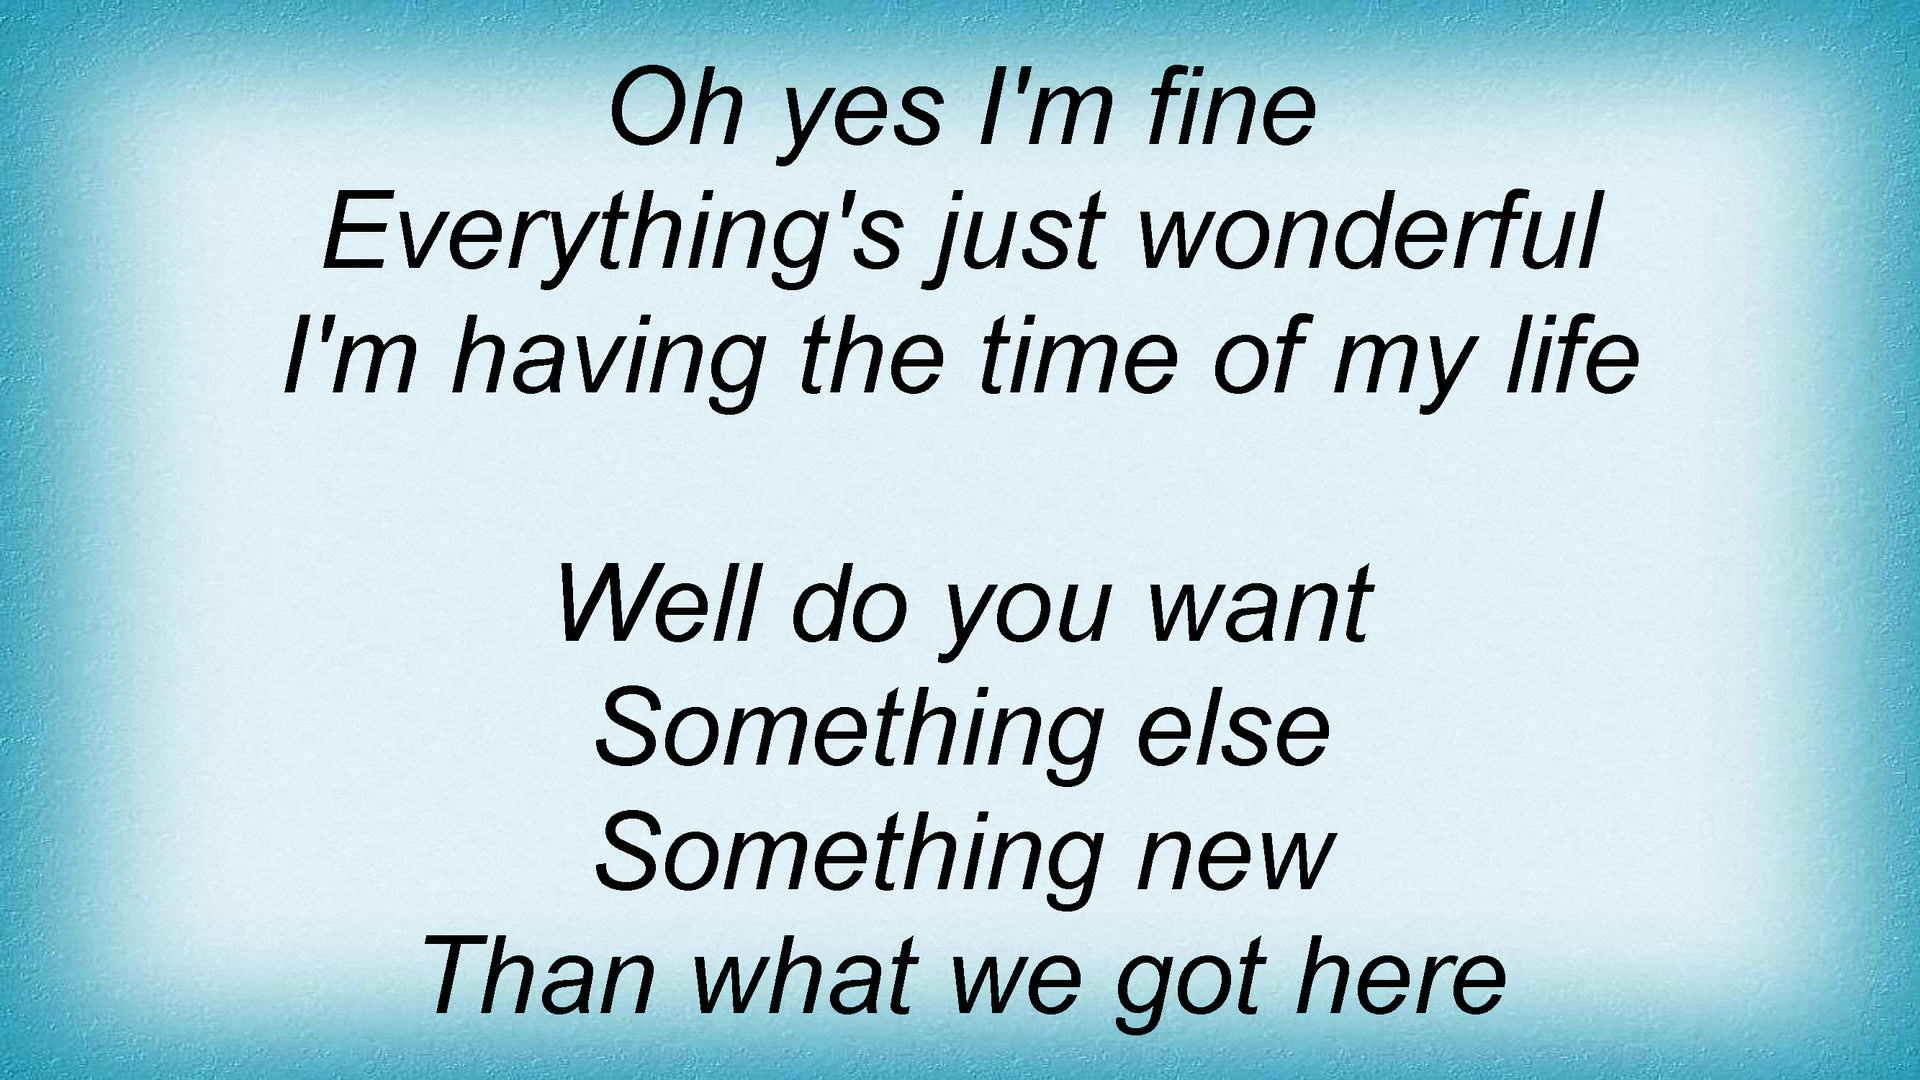 Oh yes I'm fine
Everything's just wonderful
I'm having the time of my life
Well do you want
Something else
Something new
Than what we got here